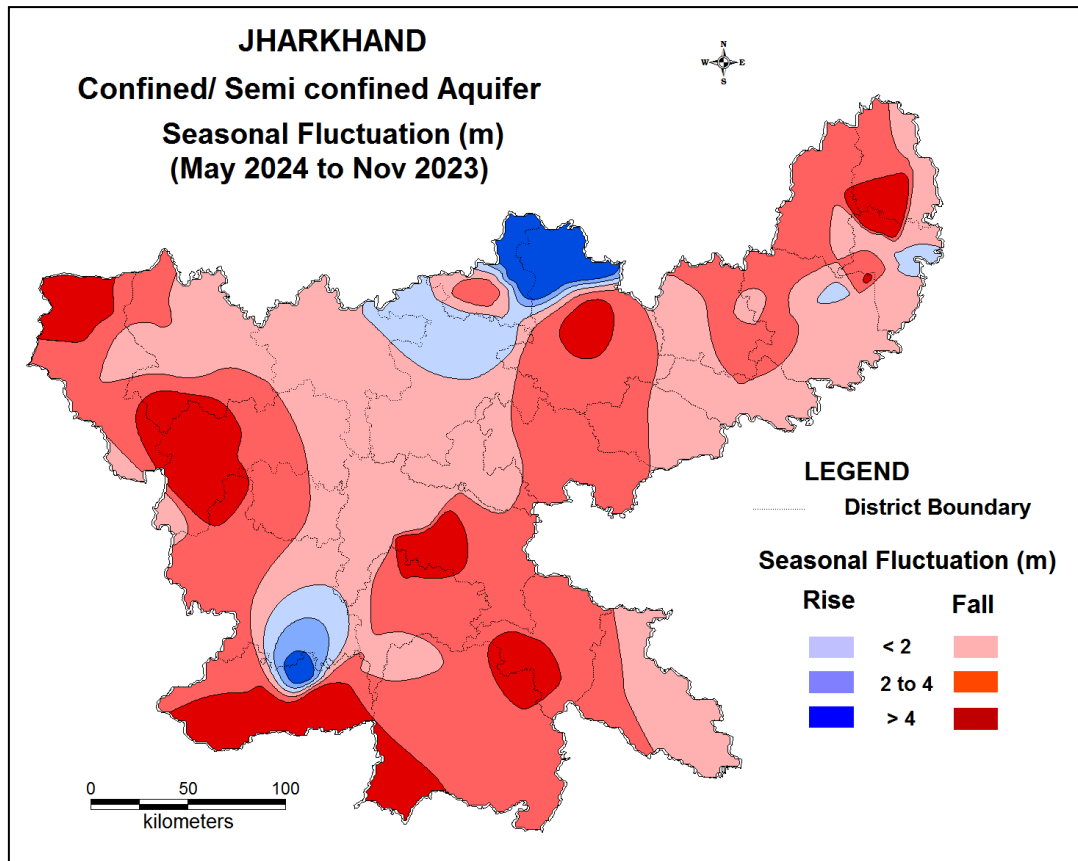 JHARKHAND
Confined/ Semi confined Aquifer
Seasonal Fluctuation (m)
(May 2024 to Nov 2023)
N
W E
S
LEGEND
District Boundary
Seasonal Fluctuation (m)
Rise Fall
< 2
2 to 4
> 4
0 50 100
kilometers